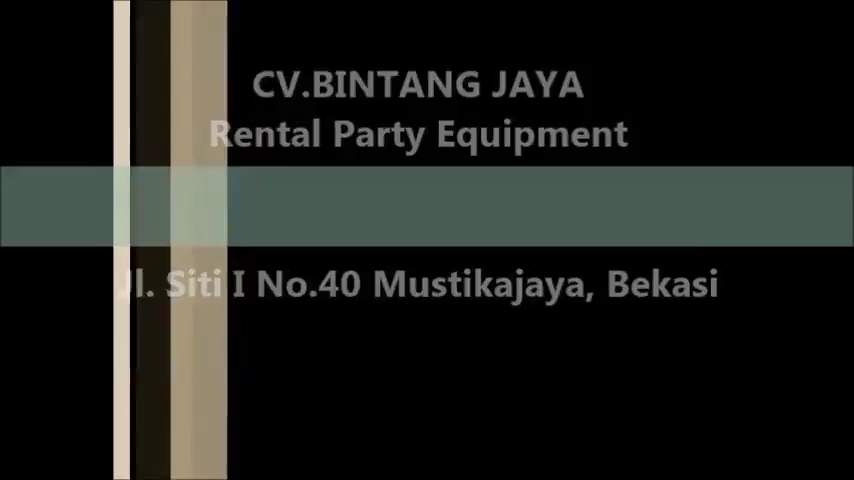 CV.BINTANG JAYA
Rental Party Equipment
Jl. Siti I No.40 Mustikajaya, Bekasi